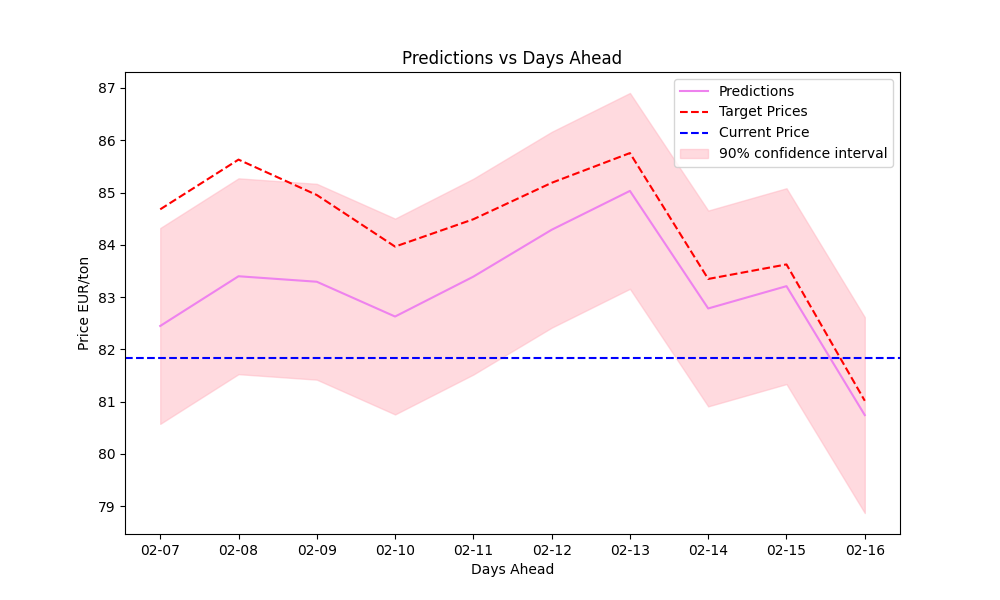 Predictions vs Days Ahead
Predictions
Target Prices
Current Price
90% confidence interval
Price EUR/ton
87
86
85
84
83
82
81
80
79
02-07
02-08
02-09
02-10
02-11
02-12
02-13
02-14
02-15
02-16
Days Ahead